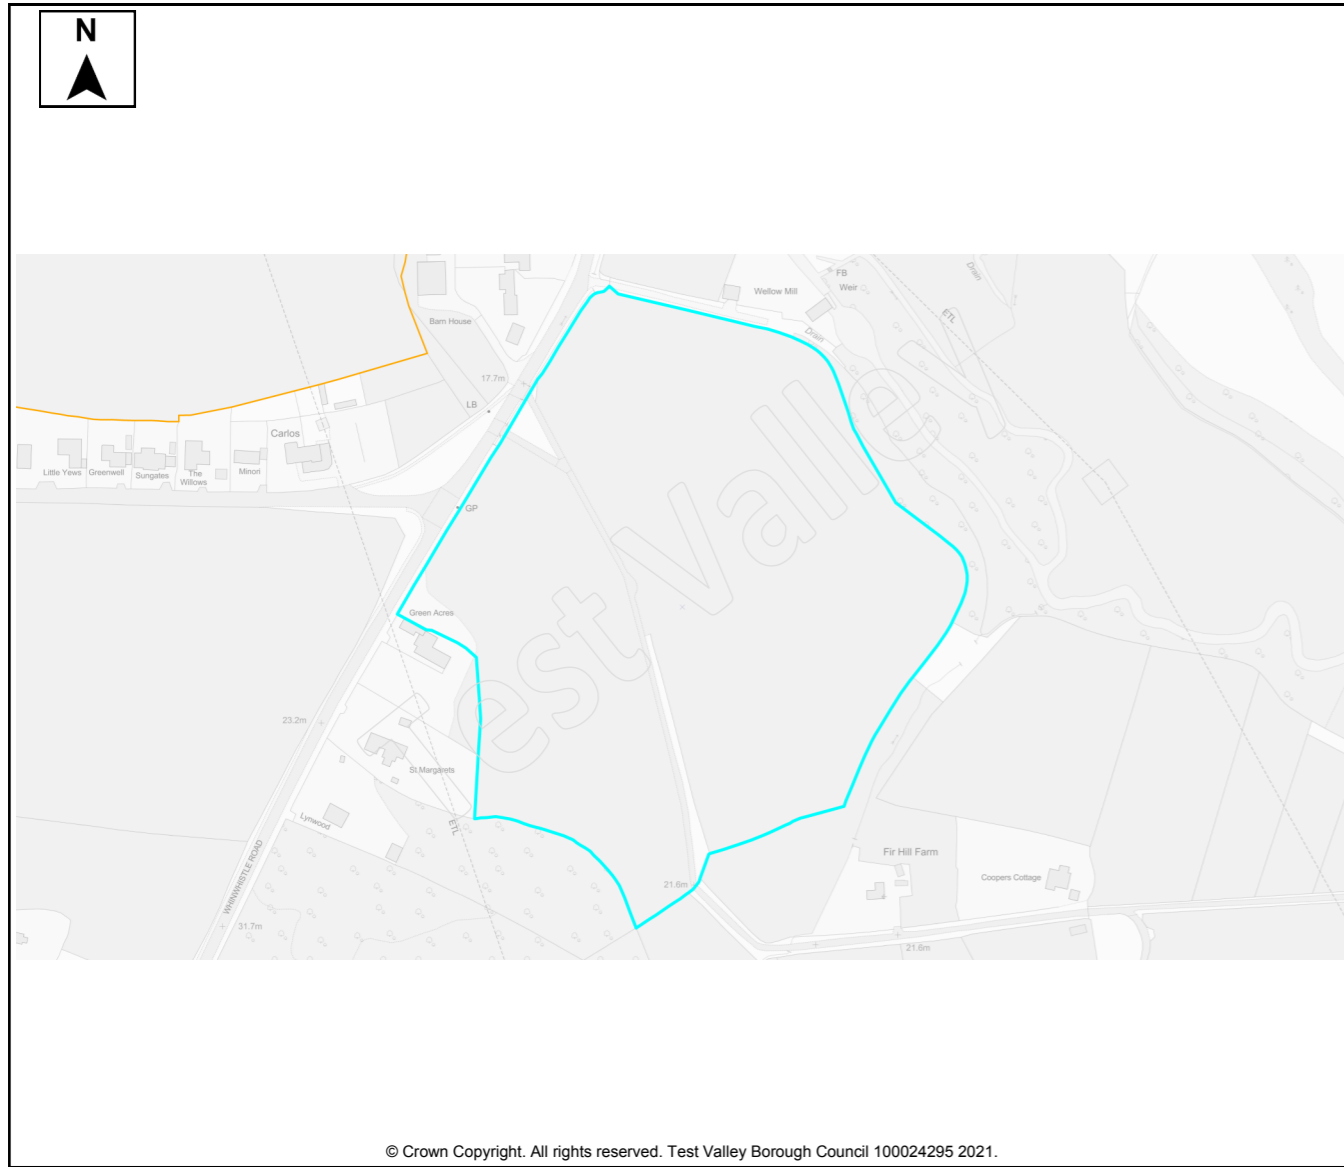 N
Wellow Mill
FB
Weir
Drain
Drain
ETL
Barn House
17.7m
LB
Carlos
Little Yews
Greenwell
Sungates
The
Willows
Minori
GP
Green Acres
23.2m
St Margarets
Lynwood
ETL
WHINWHISTLE ROAD
31.7m
21.6m
Fir Hill Farm
Coopers Cottage
21.6m
est Valle
© Crown Copyright. All rights reserved. Test Valley Borough Council 100024295 2021.